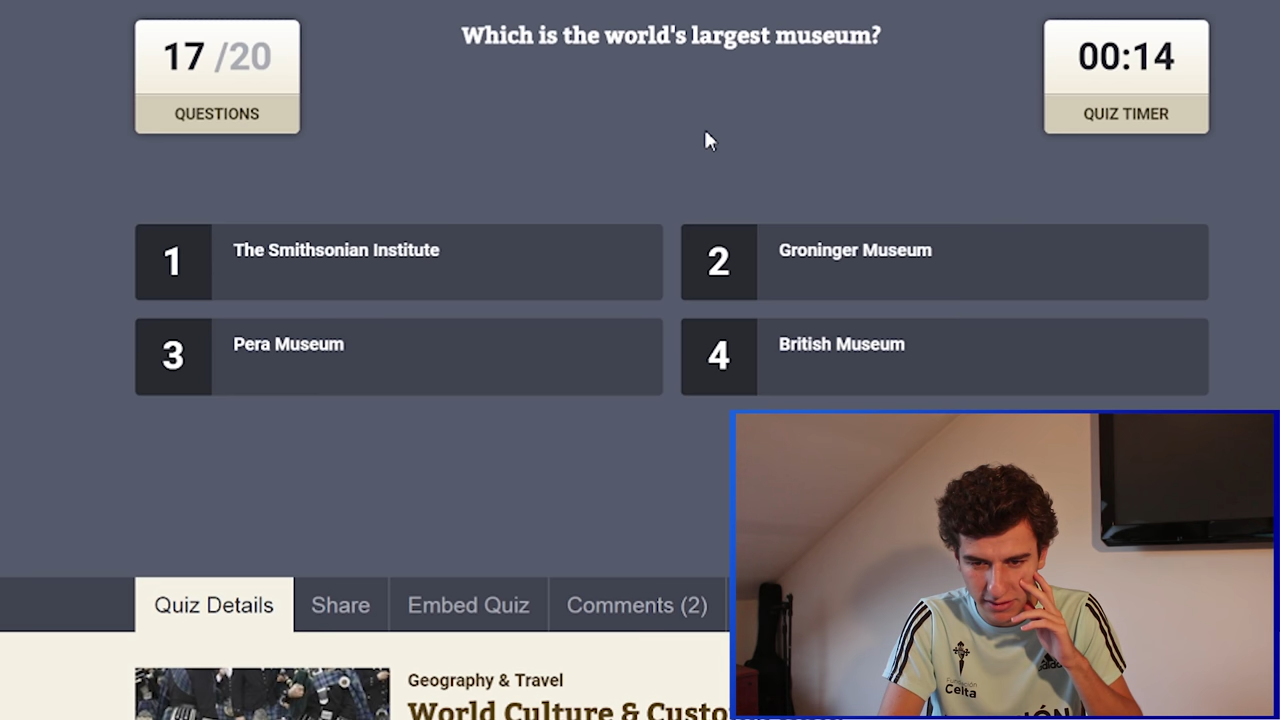 17 /20
QUESTIONS
Which is the world's largest museum?
00:14
QUIZ TIMER
1 The Smithsonian Institute
2 Groninger Museum
3 Pera Museum
4 British Museum
Quiz Details
Share
Embed Quiz
Comments (2)
Geography & Travel
World Culture & Custo
adidas
Fundación
Celta